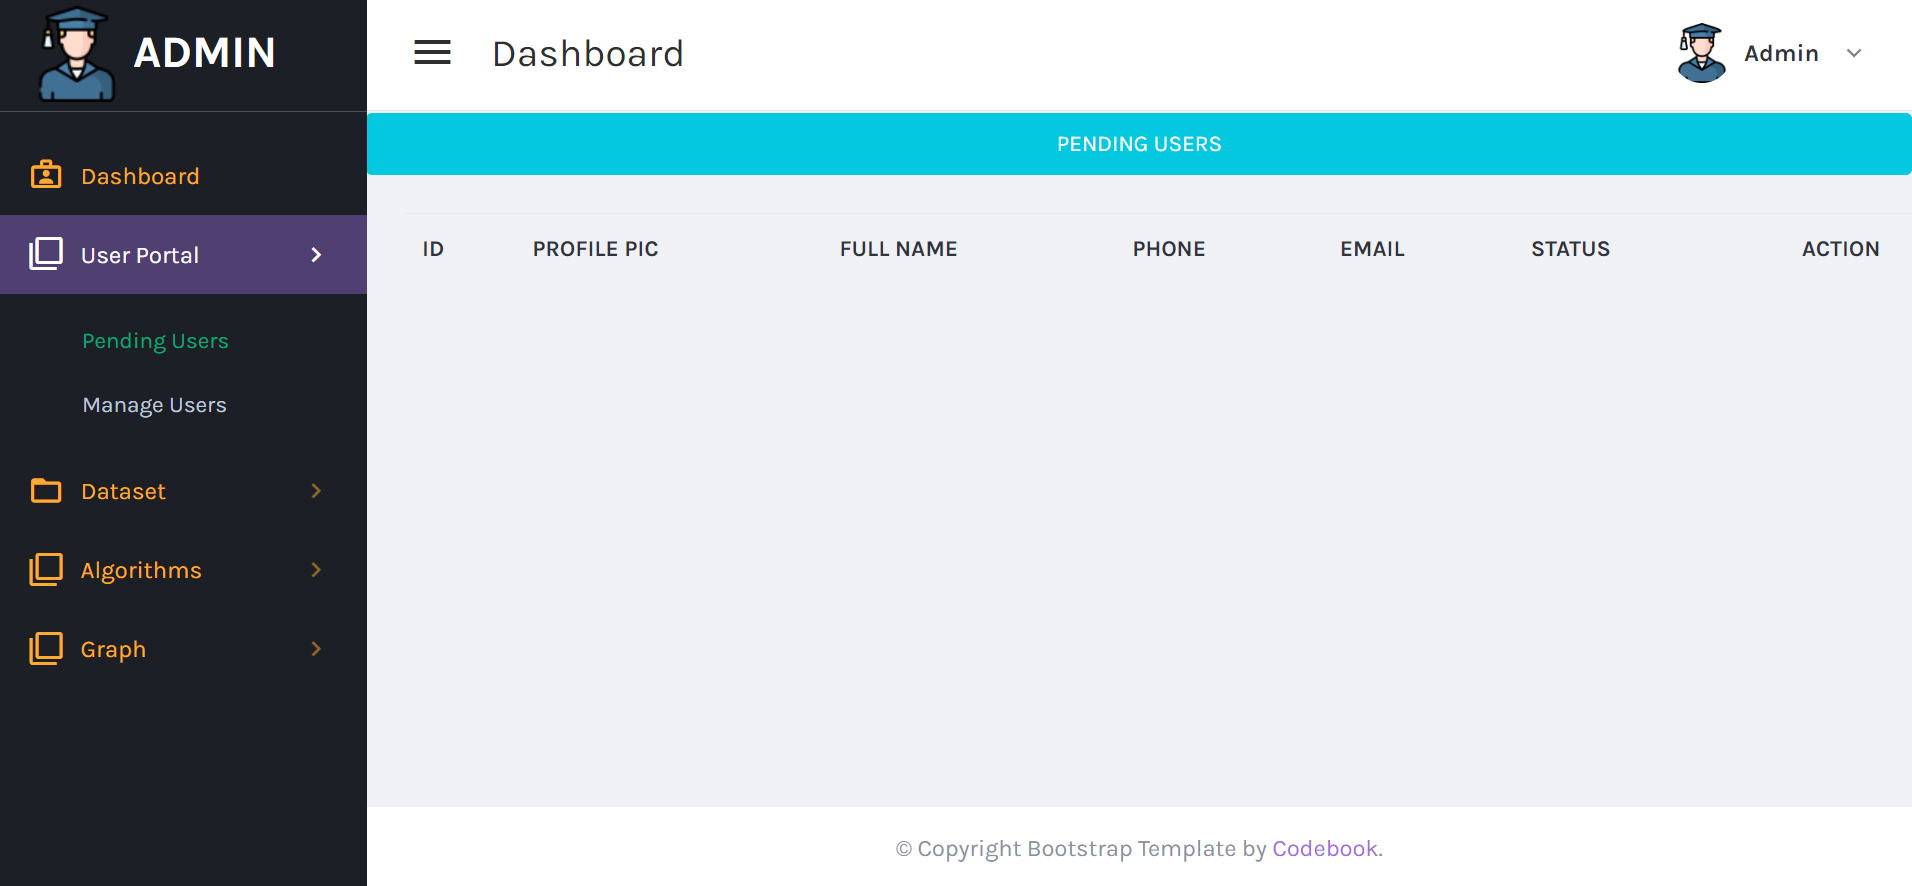 ADMIN
Dashboard
Admin
Dashboard
User Portal
Pending Users
Manage Users
Dataset
Algorithms
Graph
PENDING USERS
ID PROFILE PIC FULL NAME PHONE EMAIL STATUS ACTION
© Copyright Bootstrap Template by Codebook.